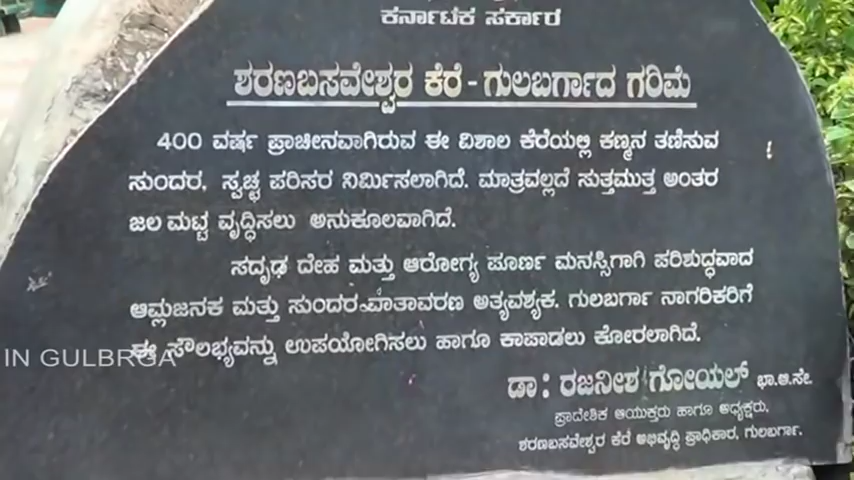 ಕರ್ನಾಟಕ ಸರ್ಕಾರ
ಶರಣಬಸವೇಶ್ವರ ಕೆರೆ - ಗುಲಬರ್ಗಾದ ಗರಿಮೆ
400 ವರ್ಷ ಪ್ರಾಚೀನವಾಗಿರುವ ಈ ವಿಶಾಲ ಕೆರೆಯಲ್ಲಿ ಕಣ್ಮನ ತಣಿಸುವ
ಸುಂದರ, ಸ್ವಚ್ಛ ಪರಿಸರ ನಿರ್ಮಿಸಲಾಗಿದೆ. ಮಾತ್ರವಲ್ಲದೆ ಸುತ್ತಮುತ್ತ ಅಂತರ
ಜಲ ಮಟ್ಟ ವೃದ್ಧಿಸಲು ಅನುಕೂಲವಾಗಿದೆ.
ಸದೃಢ ದೇಹ ಮತ್ತು ಆರೋಗ್ಯ ಪೂರ್ಣ ಮನಸ್ಸಿಗಾಗಿ ಪರಿಶುದ್ಧವಾದ
ಆಮ್ಲಜನಕ ಮತ್ತು ಸುಂದರ ವಾತಾವರಣ ಅತ್ಯವಶ್ಯಕ. ಗುಲಬರ್ಗಾ ನಾಗರಿಕರಿಗೆ
ಈ ಸೌಲಭ್ಯವನ್ನು ಉಪಯೋಗಿಸಲು ಹಾಗೂ ಕಾಪಾಡಲು ಕೋರಲಾಗಿದೆ.
IN GULBRGA
ಡಾ: ರಜನೀಶ ಗೋಯಲ್ ಭಾ.ಆ.ಸೇ.
ಪ್ರಾದೇಶಿಕ ಆಯುಕ್ತರು ಹಾಗೂ ಅಧ್ಯಕ್ಷರು,
ಶರಣಬಸವೇಶ್ವರ ಕೆರೆ ಅಭಿವೃದ್ಧಿ ಪ್ರಾಧಿಕಾರ, ಗುಲಬರ್ಗಾ.